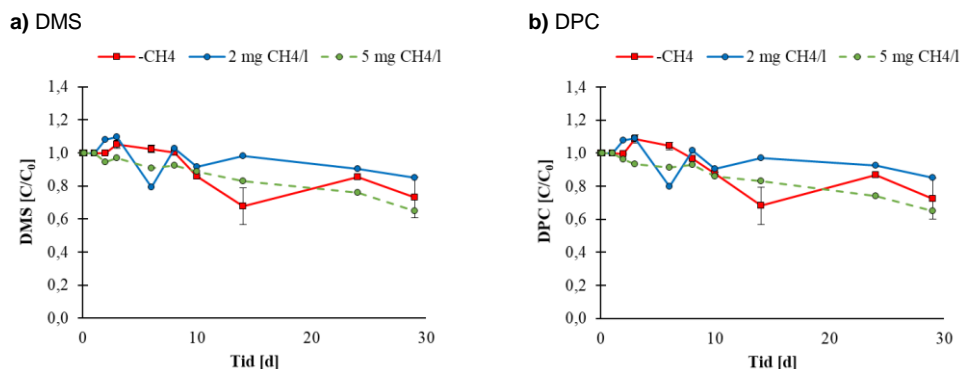 a) DMS
-CH4 2 mg CH4/l 5 mg CH4/l
1,4
1,2
1,0
0,8
0,6
0,4
0,2
0,0
DMS [C/C0]
0 10 20 30
Tid [d]
b) DPC
-CH4 2 mg CH4/l 5 mg CH4/l
1,4
1,2
1,0
0,8
0,6
0,4
0,2
0,0
DPC [C/C0]
0 10 20 30
Tid [d]